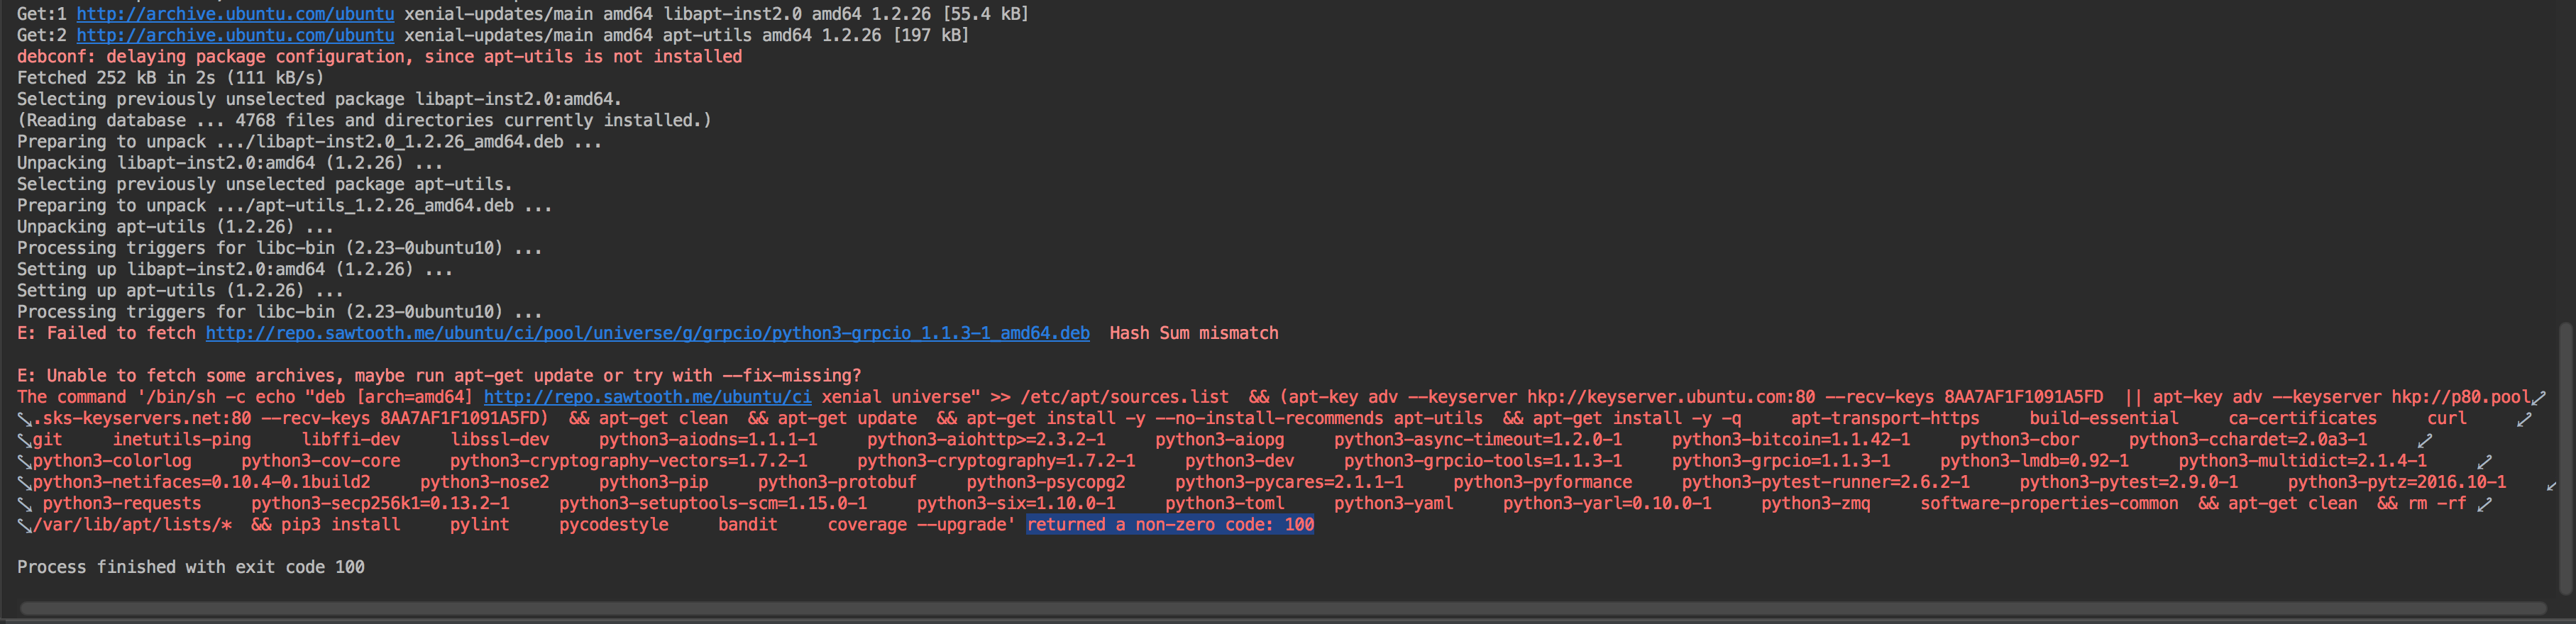 Get:1 http://archive.ubuntu.com/ubuntu xenial-updates/main amd64 libapt-inst2.0 amd64 1.2.26 [55.4 kB]
Get:2 http://archive.ubuntu.com/ubuntu xenial-updates/main amd64 apt-utils amd64 1.2.26 [197 kB]
debconf: delaying package configuration, since apt-utils is not installed
Fetched 252 kB in 2s (111 kB/s)
Selecting previously unselected package libapt-inst2.0:amd64.
(Reading database ... 4768 files and directories currently installed.)
Preparing to unpack .../libapt-inst2.0_1.2.26_amd64.deb ...
Unpacking libapt-inst2.0:amd64 (1.2.26) ...
Selecting previously unselected package apt-utils.
Preparing to unpack .../apt-utils_1.2.26_amd64.deb ...
Unpacking apt-utils (1.2.26) ...
Processing triggers for libc-bin (2.23-0ubuntu10) ...
Setting up libapt-inst2.0:amd64 (1.2.26) ...
Setting up apt-utils (1.2.26) ...
Processing triggers for libc-bin (2.23-0ubuntu10) ...
E: Failed to fetch http://repo.sawtooth.me/ubuntu/ci/pool/universe/g/grpcio/python3-grpcio_1.1.3-1_amd64.deb  Hash Sum mismatch
E: Unable to fetch some archives, maybe run apt-get update or try with --fix-missing?
The command '/bin/sh -c echo "deb [arch=amd64] http://repo.sawtooth.me/ubuntu/ci xenial universe" >> /etc/apt/sources.list  && (apt-key adv --keyserver hkp://keyserver.ubuntu.com:80 --recv-keys 8AA7AF1F1091A5FD  || apt-key adv --keyserver hkp://p80.pool
.sks-keyservers.net:80 --recv-keys 8AA7AF1F1091A5FD)  && apt-get clean  && apt-get update  && apt-get install -y --no-install-recommends apt-utils  && apt-get install -y -q     apt-transport-https     build-essential     ca-certificates     curl
git     inetutils-ping     libffi-dev     libssl-dev     python3-aiodns=1.1.1-1     python3-aiohttp>=2.3.2-1     python3-aiopg     python3-async-timeout=1.2.0-1     python3-bitcoin=1.1.42-1     python3-cbor     python3-cchardet=2.0a3-1
python3-colorlog     python3-cov-core     python3-cryptography-vectors=1.7.2-1     python3-cryptography=1.7.2-1     python3-dev     python3-grpcio-tools=1.1.3-1     python3-grpcio=1.1.3-1     python3-lmdb=0.92-1     python3-multidict=2.1.4-1
python3-netifaces=0.10.4-0.1build2     python3-nose2     python3-pip     python3-protobuf     python3-psycopg2     python3-pycares=2.1.1-1     python3-pyformance     python3-pytest-runner=2.6.2-1     python3-pytest=2.9.0-1     python3-pytz=2016.10-1
python3-requests     python3-secp256k1=0.13.2-1     python3-setuptools-scm=1.15.0-1     python3-six=1.10.0-1     python3-toml     python3-yaml     python3-yarl=0.10.0-1     python3-zmq     software-properties-common  && apt-get clean  && rm -rf
/var/lib/apt/lists/*  && pip3 install     pylint     pycodestyle     bandit     coverage --upgrade' returned a non-zero code: 100
Process finished with exit code 100